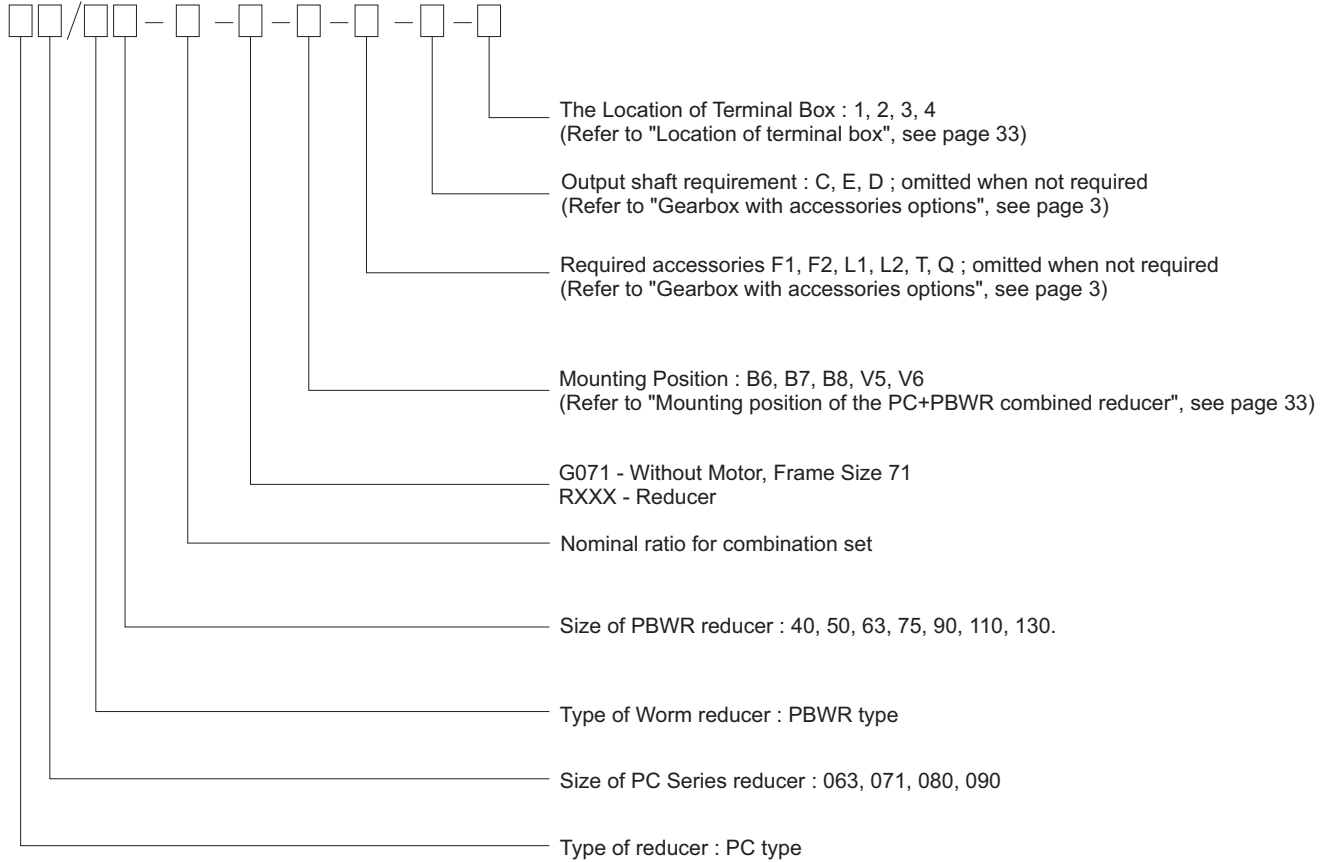 The Location of Terminal Box : 1, 2, 3, 4
(Refer to "Location of terminal box", see page 33)
Output shaft requirement : C, E, D ; omitted when not required
(Refer to "Gearbox with accessories options", see page 3)
Required accessories F1, F2, L1, L2, T, Q ; omitted when not required
(Refer to "Gearbox with accessories options", see page 3)
Mounting Position : B6, B7, B8, V5, V6
(Refer to "Mounting position of the PC+PBWR combined reducer", see page 33)
G071 - Without Motor, Frame Size 71
RXXX - Reducer
Nominal ratio for combination set
Size of PBWR reducer : 40, 50, 63, 75, 90, 110, 130.
Type of Worm reducer : PBWR type
Size of PC Series reducer : 063, 071, 080, 090
Type of reducer : PC type